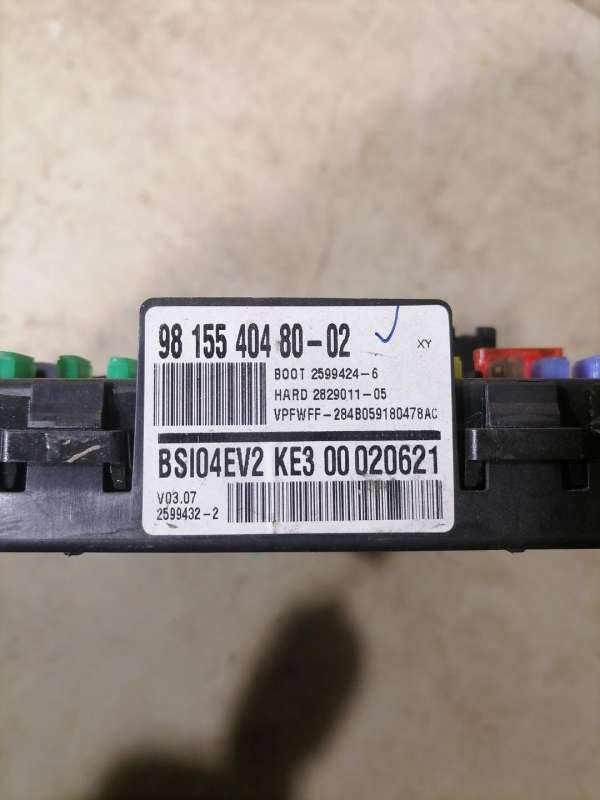 98 155 404 80-02
XY
BOOT 2599424-6
HARD 2829011-05
VPFWFF-284B059180478AC
BSI04EV2 KE3 00 020621
V03.07
2599432-2